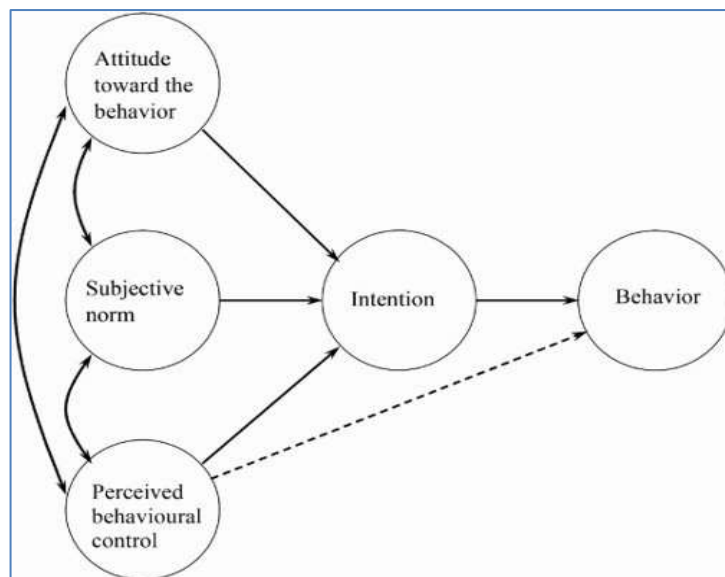 Attitude
toward the
behavior
Subjective
norm
Intention
Behavior
Perceived
behavioural
control